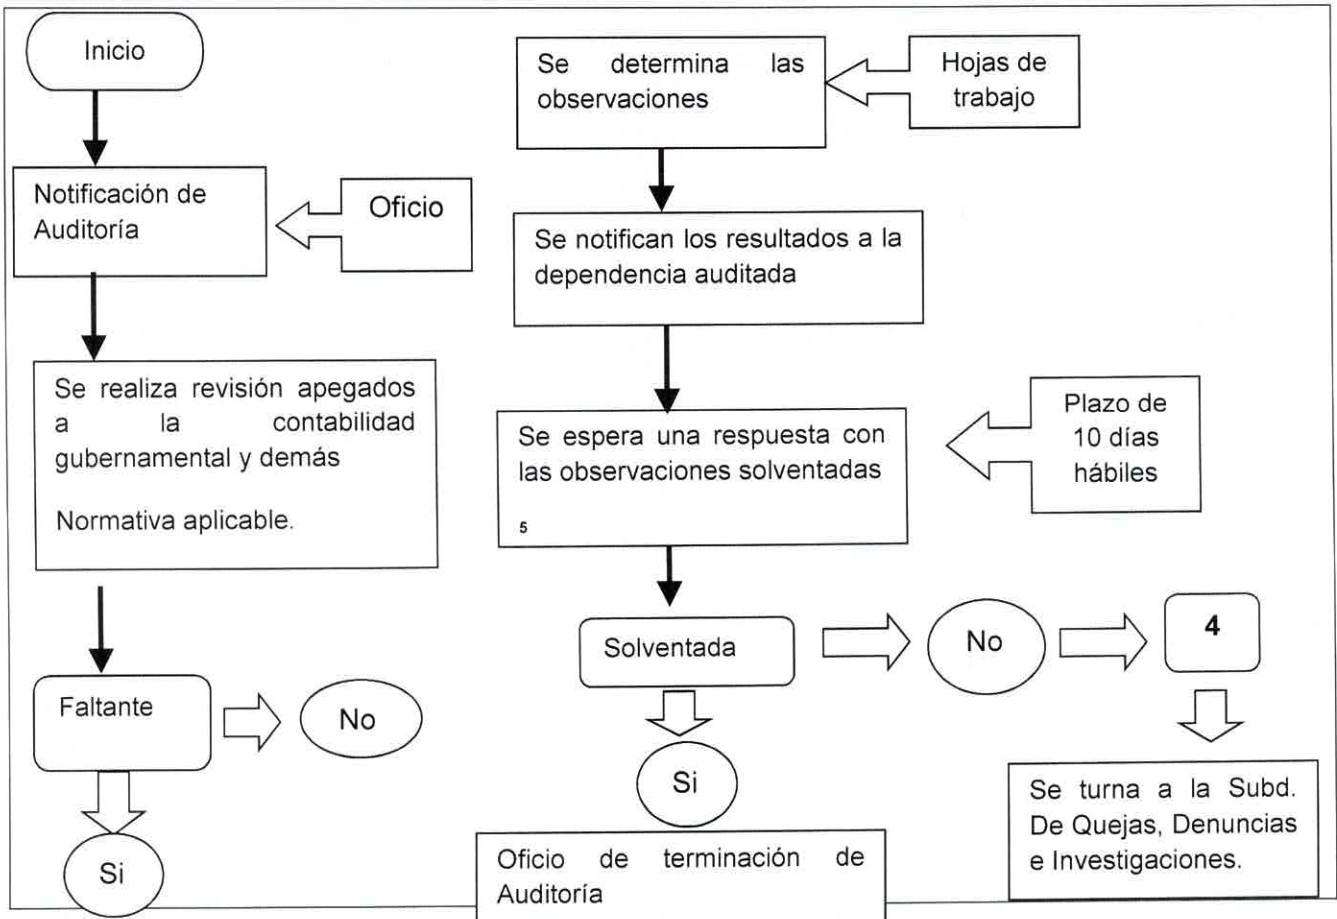 Inicio
Notificación de
Auditoría
Oficio
Se realiza revisión apegados
a la contabilidad
gubernamental y demás
Normativa aplicable.
Faltante
No
Si
Se determina las
observaciones
Hojas de
trabajo
Se notifican los resultados a la
dependencia auditada
Se espera una respuesta con
las observaciones solventadas
5
Plazo de
10 días
hábiles
Solventada
No
4
Si
Oficio de terminación de
Auditoría
Se turna a la Subd.
De Quejas, Denuncias
e Investigaciones.